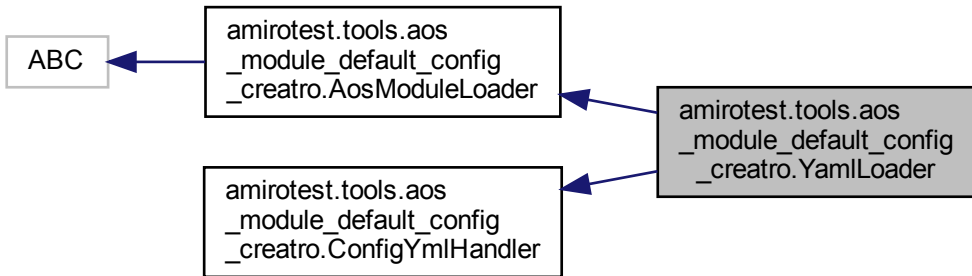 ABC
amirotest.tools.aos
_module_default_config
_creatro.AosModuleLoader
amirotest.tools.aos
_module_default_config
_creatro.YamlLoader
amirotest.tools.aos
_module_default_config
_creatro.ConfigYmlHandler